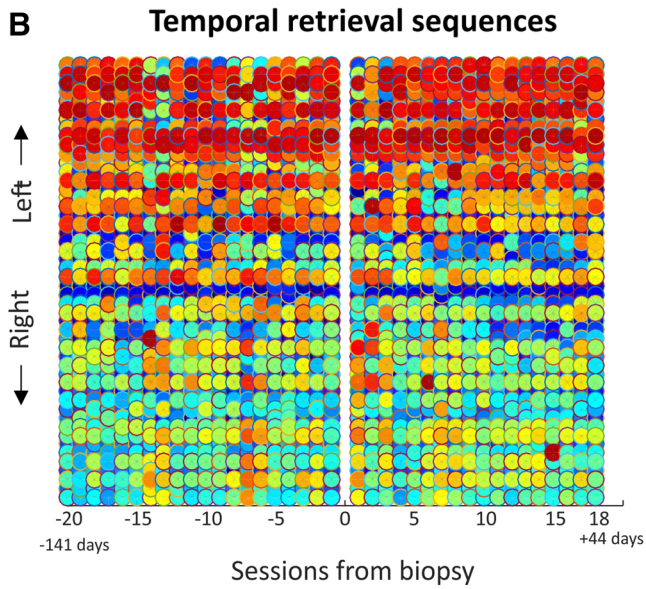 B
Temporal retrieval sequences
Left →
← Right
-20 -15 -10 -5 0 5 10 15 18
-141 days
+44 days
Sessions from biopsy